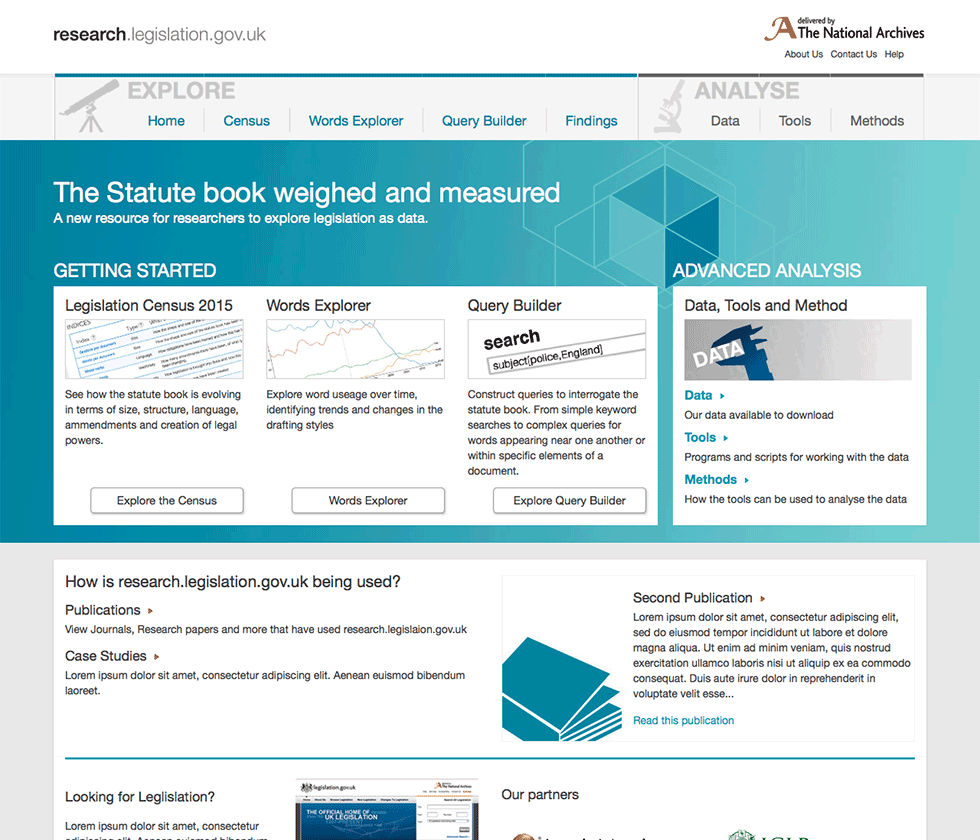 research.legislation.gov.uk
delivered by
The National Archives
About Us Contact Us Help
EXPLORE
ANALYSE
Home Census Words Explorer Query Builder Findings Data Tools Methods
The Statute book weighed and measured
A new resource for researchers to explore legislation as data.
GETTING STARTED
Legislation Census 2015
INDICES
See how the statute book is evolving
in terms of size, structure, language,
ammendments and creation of legal
powers.
Explore the Census
Words Explorer
Explore word useage over time,
identifying trends and changes in the
drafting styles
Words Explorer
Query Builder
search
subject[police,England]
Construct queries to interrogate the
statute book. From simple keyword
searches to complex queries for
words appearing near one another or
within specific elements of a
document.
Explore Query Builder
ADVANCED ANALYSIS
Data, Tools and Method
DATA
Data
Our data available to download
Tools
Programs and scripts for working with the data
Methods
How the tools can be used to analyse the data
How is research.legislation.gov.uk being used?
Publications
View Journals, Research papers and more that have used research.legislaion.gov.uk
Case Studies
Lorem ipsum dolor sit amet, consectetur adipiscing elit. Aenean euismod bibendum
laoreet.
Second Publication
Lorem ipsum dolor sit amet, consectetur adipiscing elit,
sed do eiusmod tempor incididunt ut labore et dolore
magna aliqua. Ut enim ad minim veniam, quis nostrud
exercitation ullamco laboris nisi ut aliquip ex ea commodo
consequat. Duis aute irure dolor in reprehenderit in
voluptate velit esse...
Read this publication
Looking for Leglislation?
Lorem ipsum dolor sit amet, consectetur
legislation.gov.uk
The National Archives
THE OFFICIAL HOME OF
UK LEGISLATION
Our partners